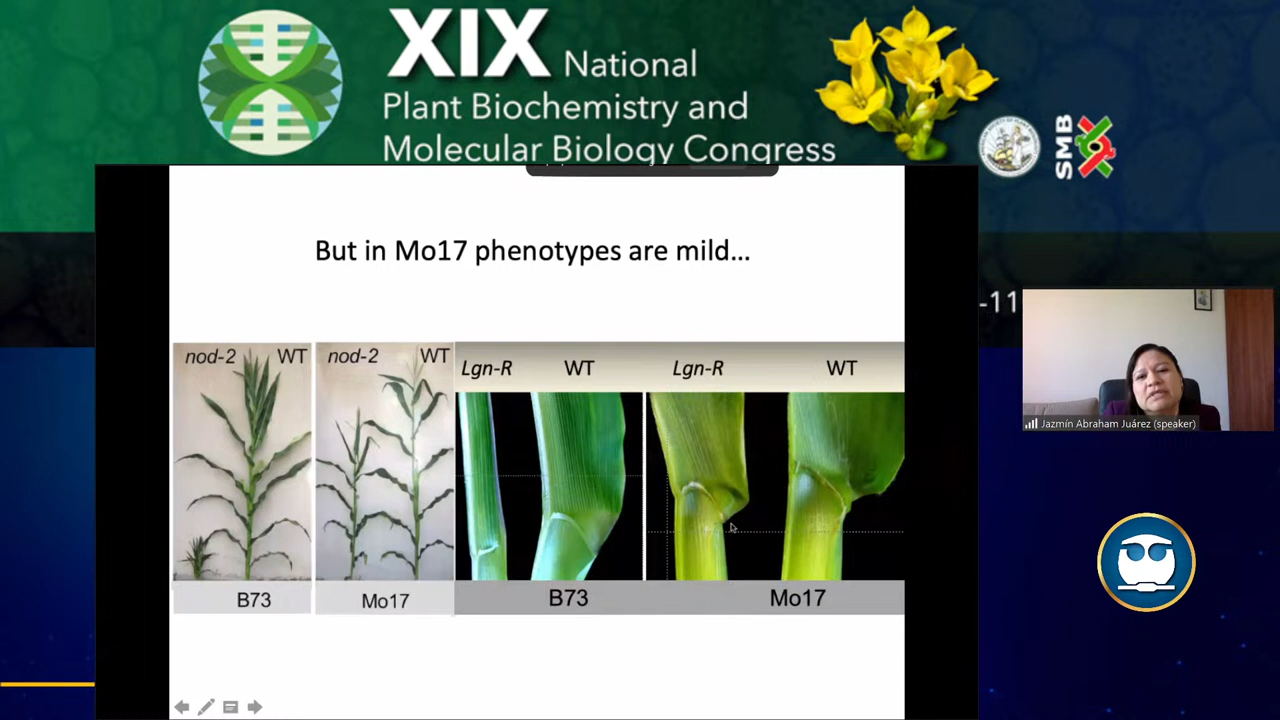 XIX National
Plant Biochemistry and
Molecular Biology Congress
SMB
But in Mo17 phenotypes are mild...
-11
nod-2 WT
nod-2 WT
Lgn-R WT
Lgn-R WT
B73
Mo17
B73
Mo17
Jazmín Abraham Juárez (speaker)